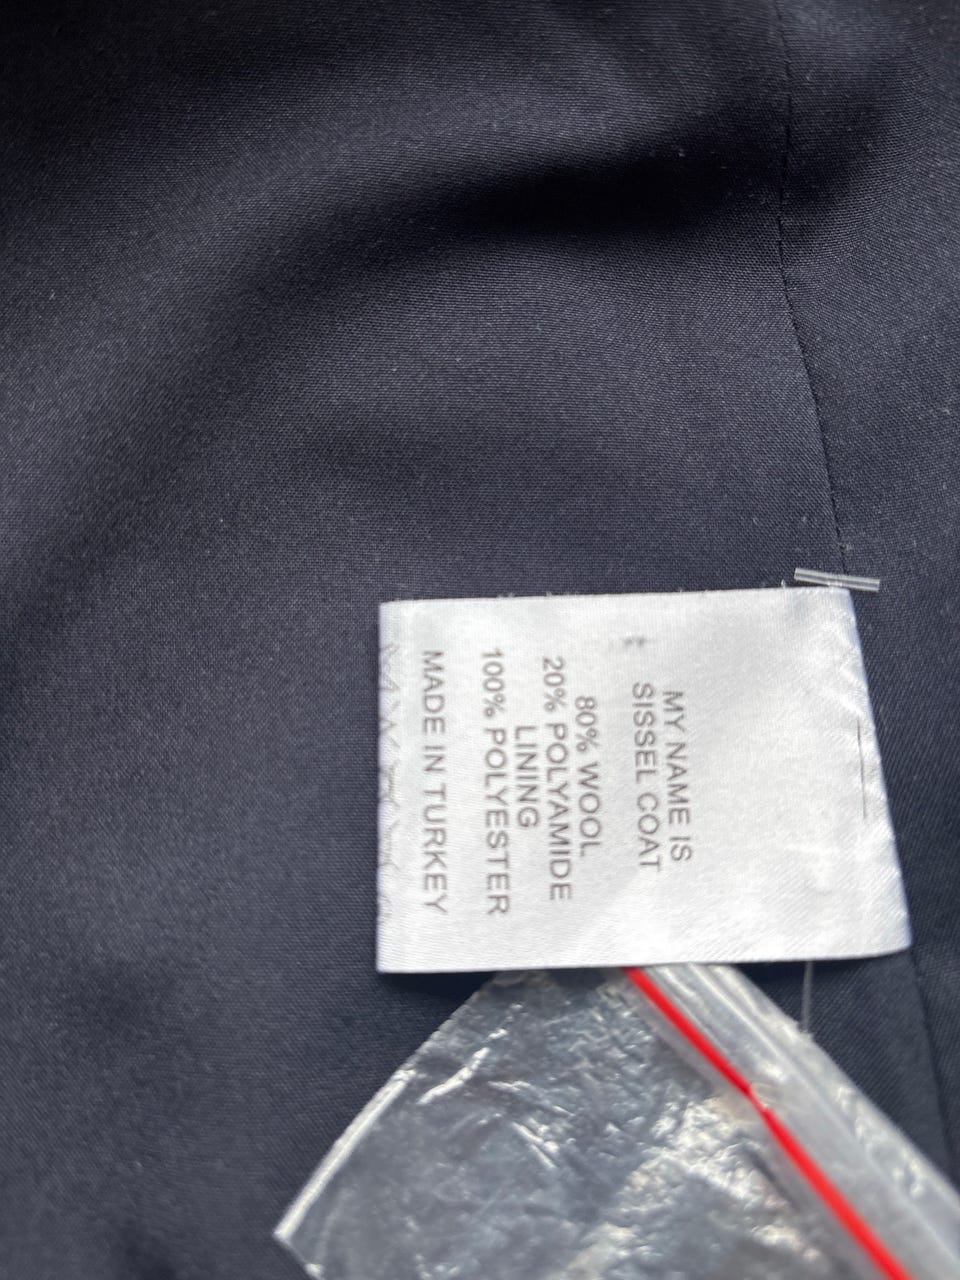 MY NAME IS
SISSEL COAT
80% WOOL
20% POLYAMIDE
LINING
100% POLYESTER
MADE IN TURKEY